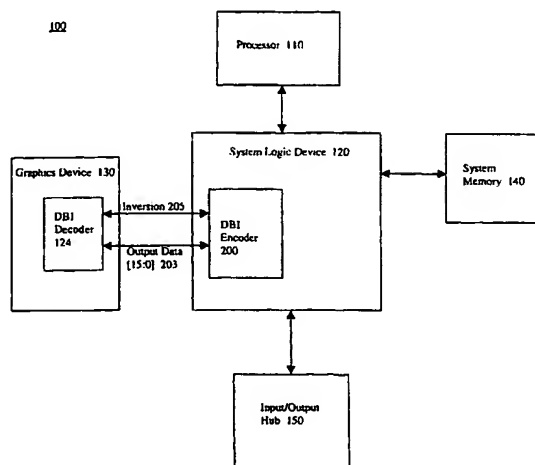 100
Processor 110
System Logic Device 120
Graphics Device 130
System
Memory 140
Inversion 205
DBI
Decoder
124
DBI
Encoder
200
Output Data
[15:0] 203
Input/Output
Hub 150